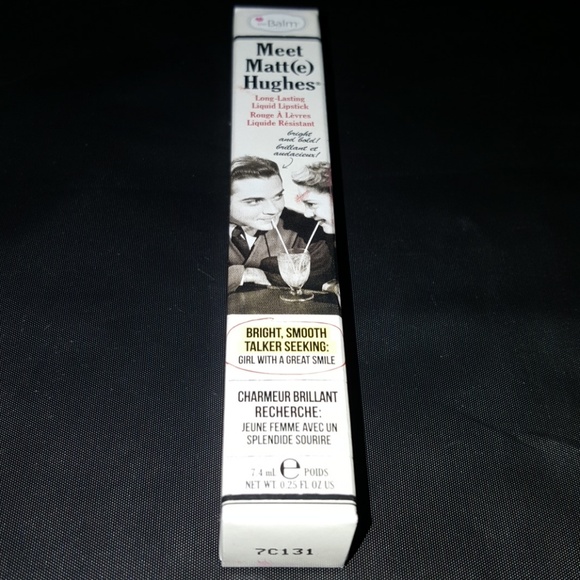 theBalm
Meet
Matt(e)
Hughes®
Long-Lasting
Liquid Lipstick
Rouge À Lèvres
Liquide Résistant
bright
and bold!
brillant et
audacieux!
BRIGHT, SMOOTH
TALKER SEEKING:
GIRL WITH A GREAT SMILE
CHARMEUR BRILLANT
RECHERCHE:
JEUNE FEMME AVEC UN
SPLENDIDE SOURIRE
7.4 mL e POIDS
NET WT 0.25 FL OZ US
7C131